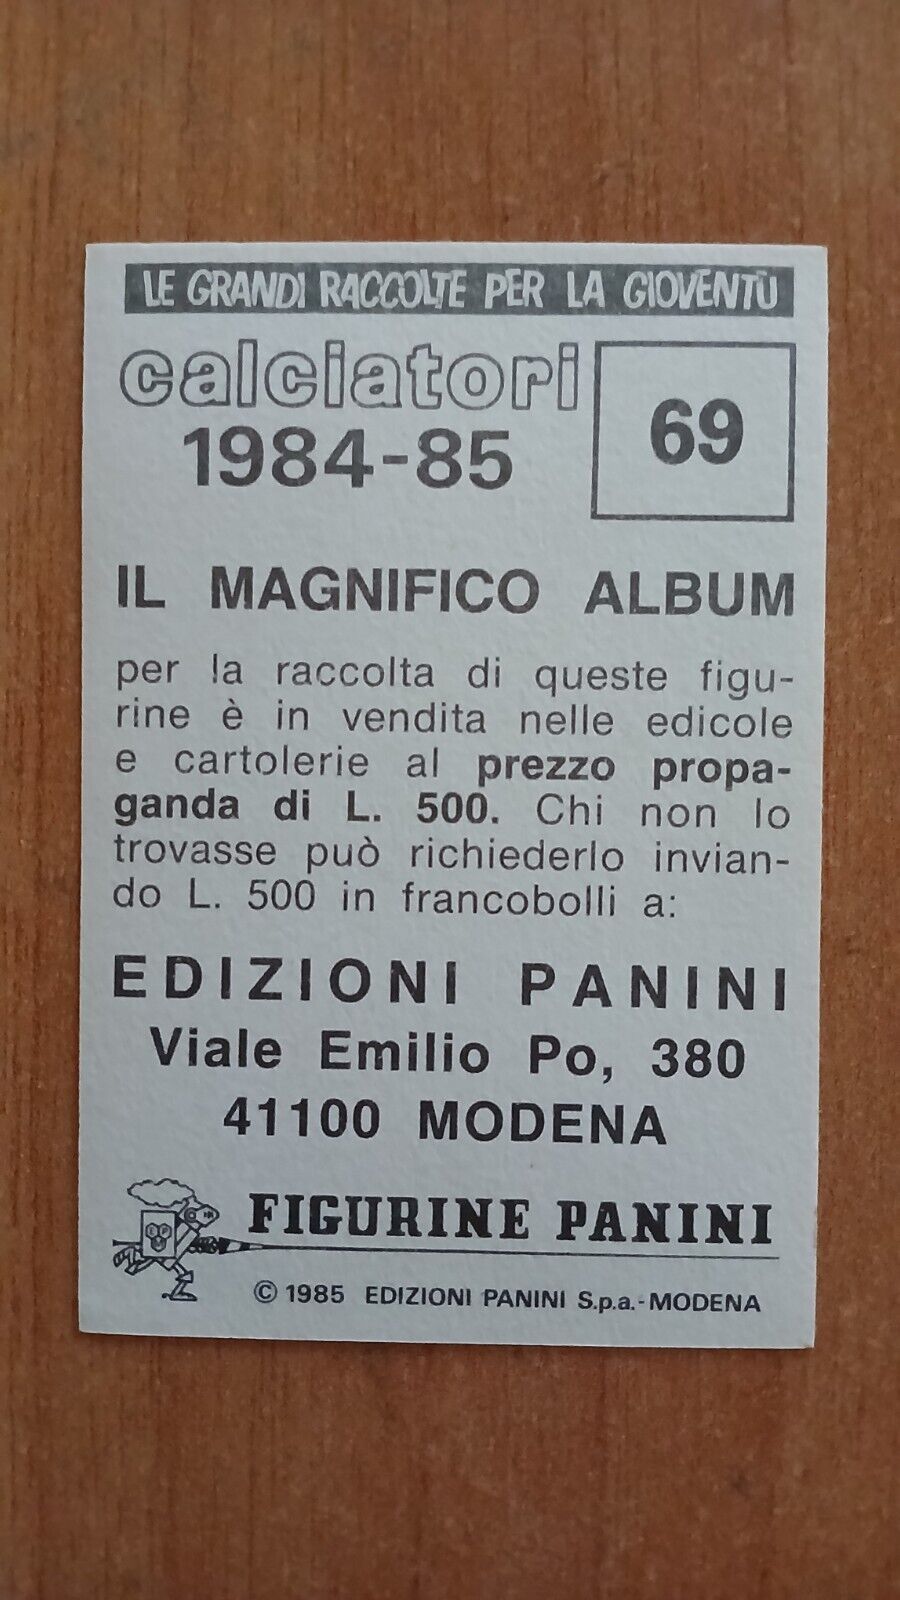 LE GRANDI RACCOLTE PER LA GIOVENTÙ
calciatori
1984-85
69
IL MAGNIFICO ALBUM
per la raccolta di queste figu-
rine è in vendita nelle edicole
e cartolerie al prezzo propa-
ganda di L. 500. Chi non lo
trovasse può richiederlo invian-
do L. 500 in francobolli a:
EDIZIONI PANINI
Viale Emilio Po, 380
41100 MODENA
FIGURINE PANINI
© 1985 EDIZIONI PANINI S.p.a.-MODENA